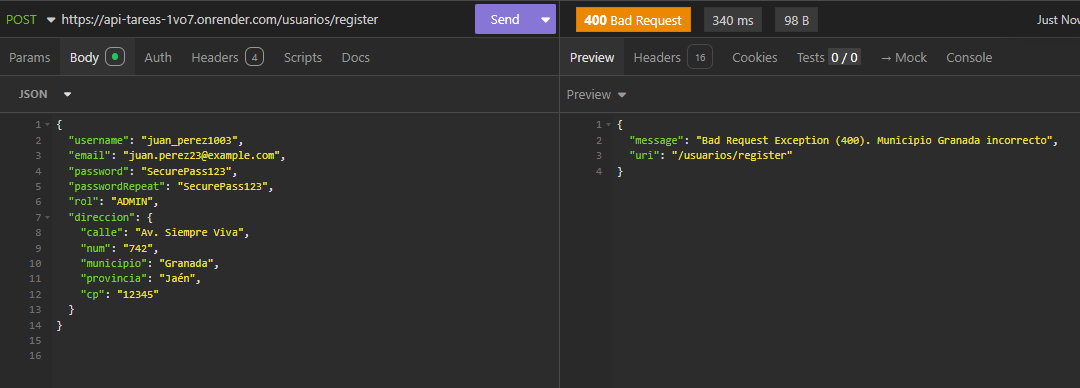 POST https://api-tareas-1vo7.onrender.com/usuarios/register Send
Params Body Auth Headers 4 Scripts Docs
JSON
1 {
2 "username": "juan_perez1003",
3 "email": "juan.perez23@example.com",
4 "password": "SecurePass123",
5 "passwordRepeat": "SecurePass123",
6 "rol": "ADMIN",
7 "direccion": {
8 "calle": "Av. Siempre Viva",
9 "num": "742",
10 "municipio": "Granada",
11 "provincia": "Jaén",
12 "cp": "12345"
13 }
14 }
15
16
400 Bad Request 340 ms 98 B Just Now
Preview Headers 16 Cookies Tests 0 / 0 → Mock Console
Preview
1 {
2 "message": "Bad Request Exception (400). Municipio Granada incorrecto",
3 "uri": "/usuarios/register"
4 }